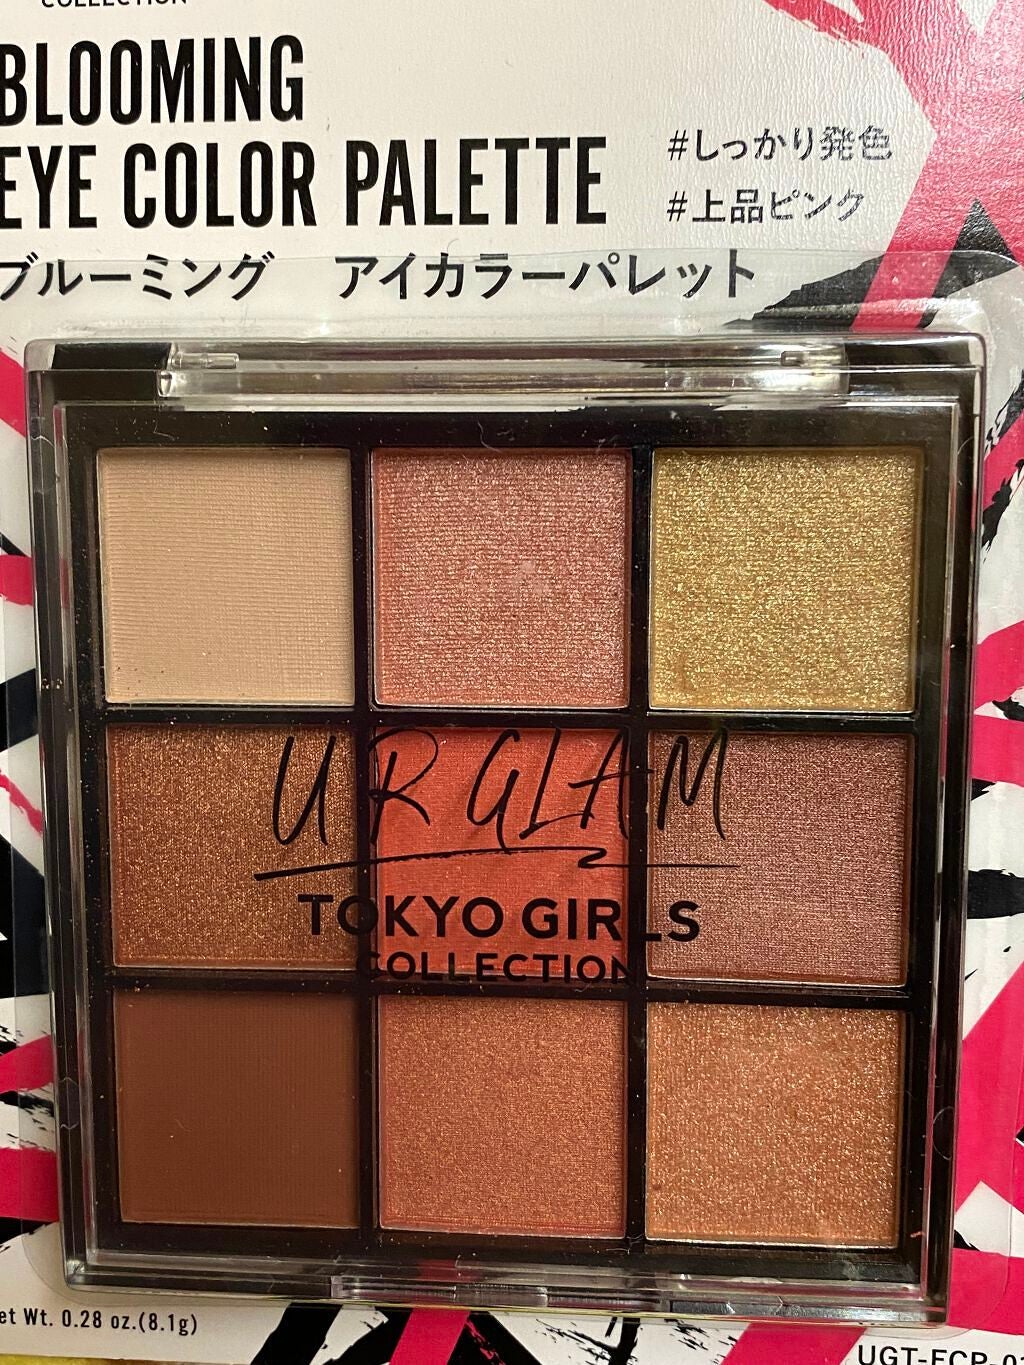 COLLECTION
BLOOMING
EYE COLOR PALETTE
#しっかり発色
#上品ピンク
ブルーミング アイカラーパレット
UR GLAM
TOKYO GIRLS
COLLECTION
et Wt. 0.28 oz.(8.1g)